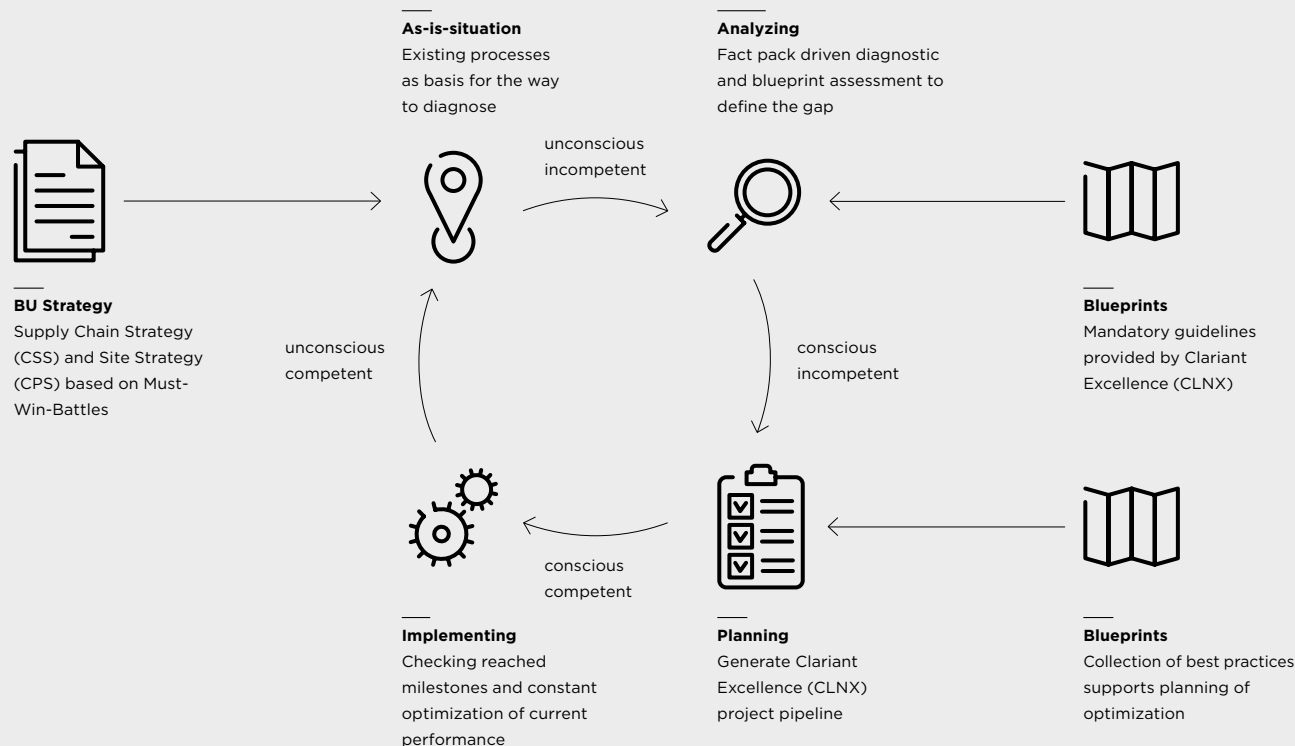 As-is-situation
Existing processes
as basis for the way
to diagnose
Analyzing
Fact pack driven diagnostic
and blueprint assessment to
define the gap
unconscious
incompetent
BU Strategy
Supply Chain Strategy
(CSS) and Site Strategy
(CPS) based on Must-
Win-Battles
unconscious
competent
conscious
incompetent
Blueprints
Mandatory guidelines
provided by Clariant
Excellence (CLNX)
conscious
competent
Implementing
Checking reached
milestones and constant
optimization of current
performance
Planning
Generate Clariant
Excellence (CLNX)
project pipeline
Blueprints
Collection of best practices
supports planning of
optimization